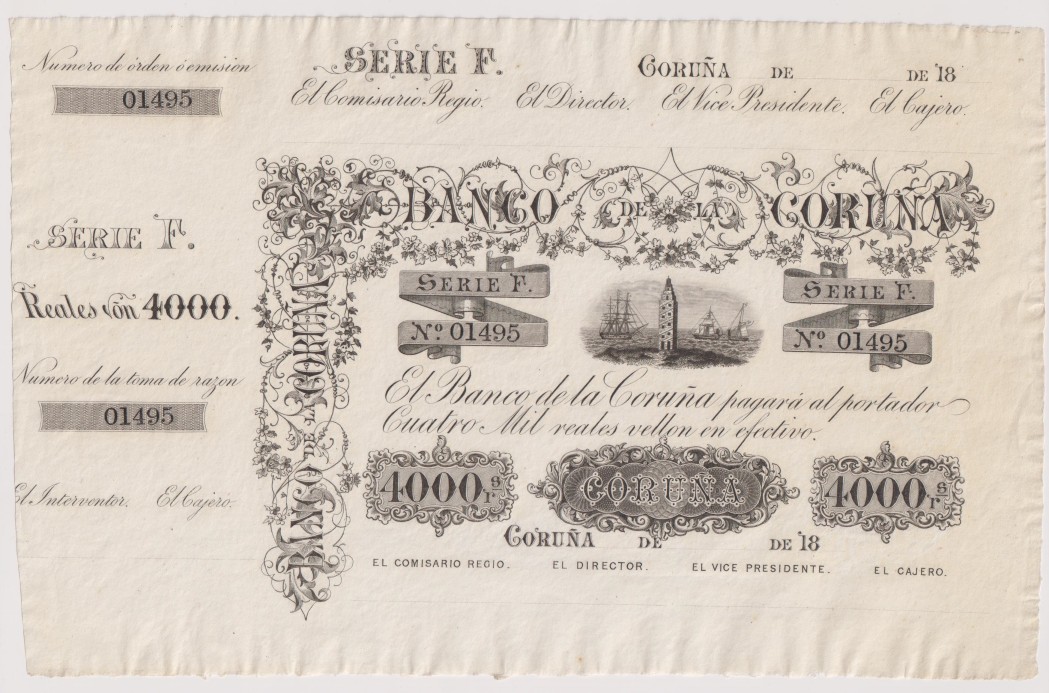 Numero de órden ó emision
01495
SERIE F.
CORUÑA DE DE 18
El Comisario Regio. El Director. El Vice Presidente. El Cajero.
SERIE F.
Reales von 4000.
Numero de la toma de razon
01495
El Interventor. El Cajero.
BANCO DE LA CORUÑA
BANCO DE LA CORUÑA
SERIE F.
Nº 01495
SERIE F.
Nº 01495
El Banco de la Coruña pagará al portador
Cuatro Mil reales vellon en efectivo.
4000 rs
CORUÑA
4000 rs
CORUÑA DE DE 18
EL COMISARIO REGIO. EL DIRECTOR. EL VICE PRESIDENTE. EL CAJERO.